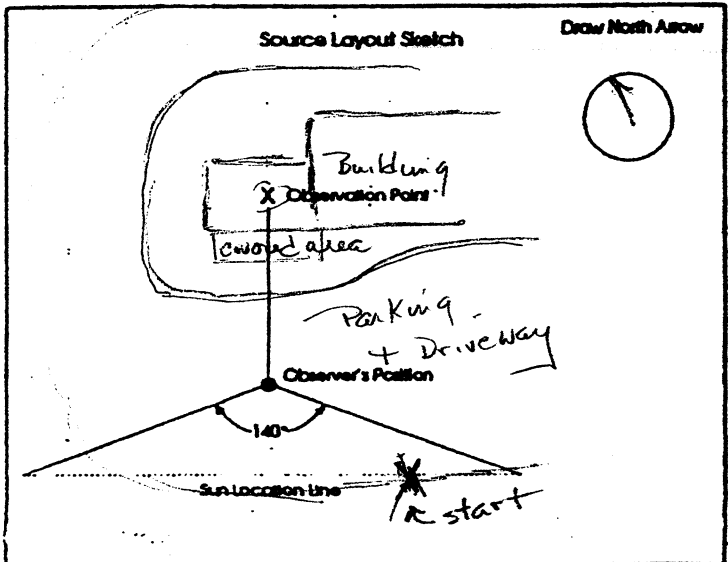 Source Layout Sketch
Draw North Arrow
Building
X Observation Point
covered area
Parking
+ Driveway
Observer's Position
140°
Sun Location Line
start